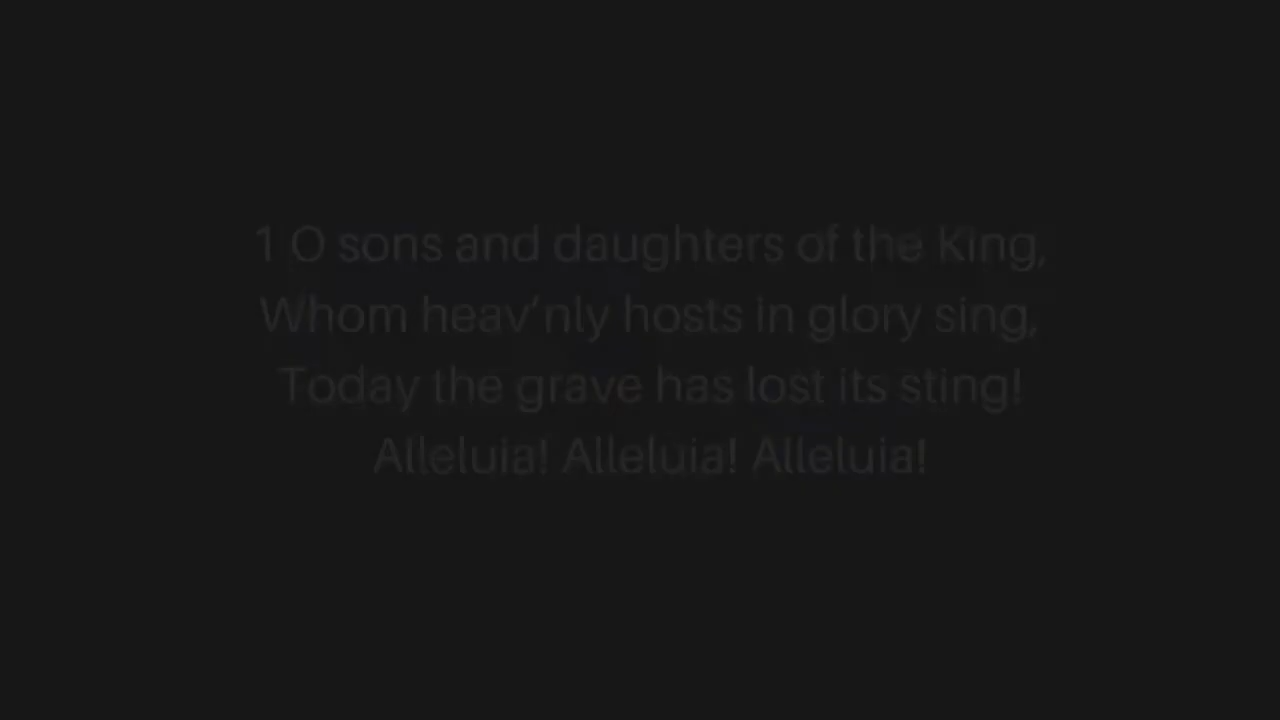 1 O sons and daughters of the King,
Whom heav’nly hosts in glory sing,
Today the grave has lost its sting!
Alleluia! Alleluia! Alleluia!